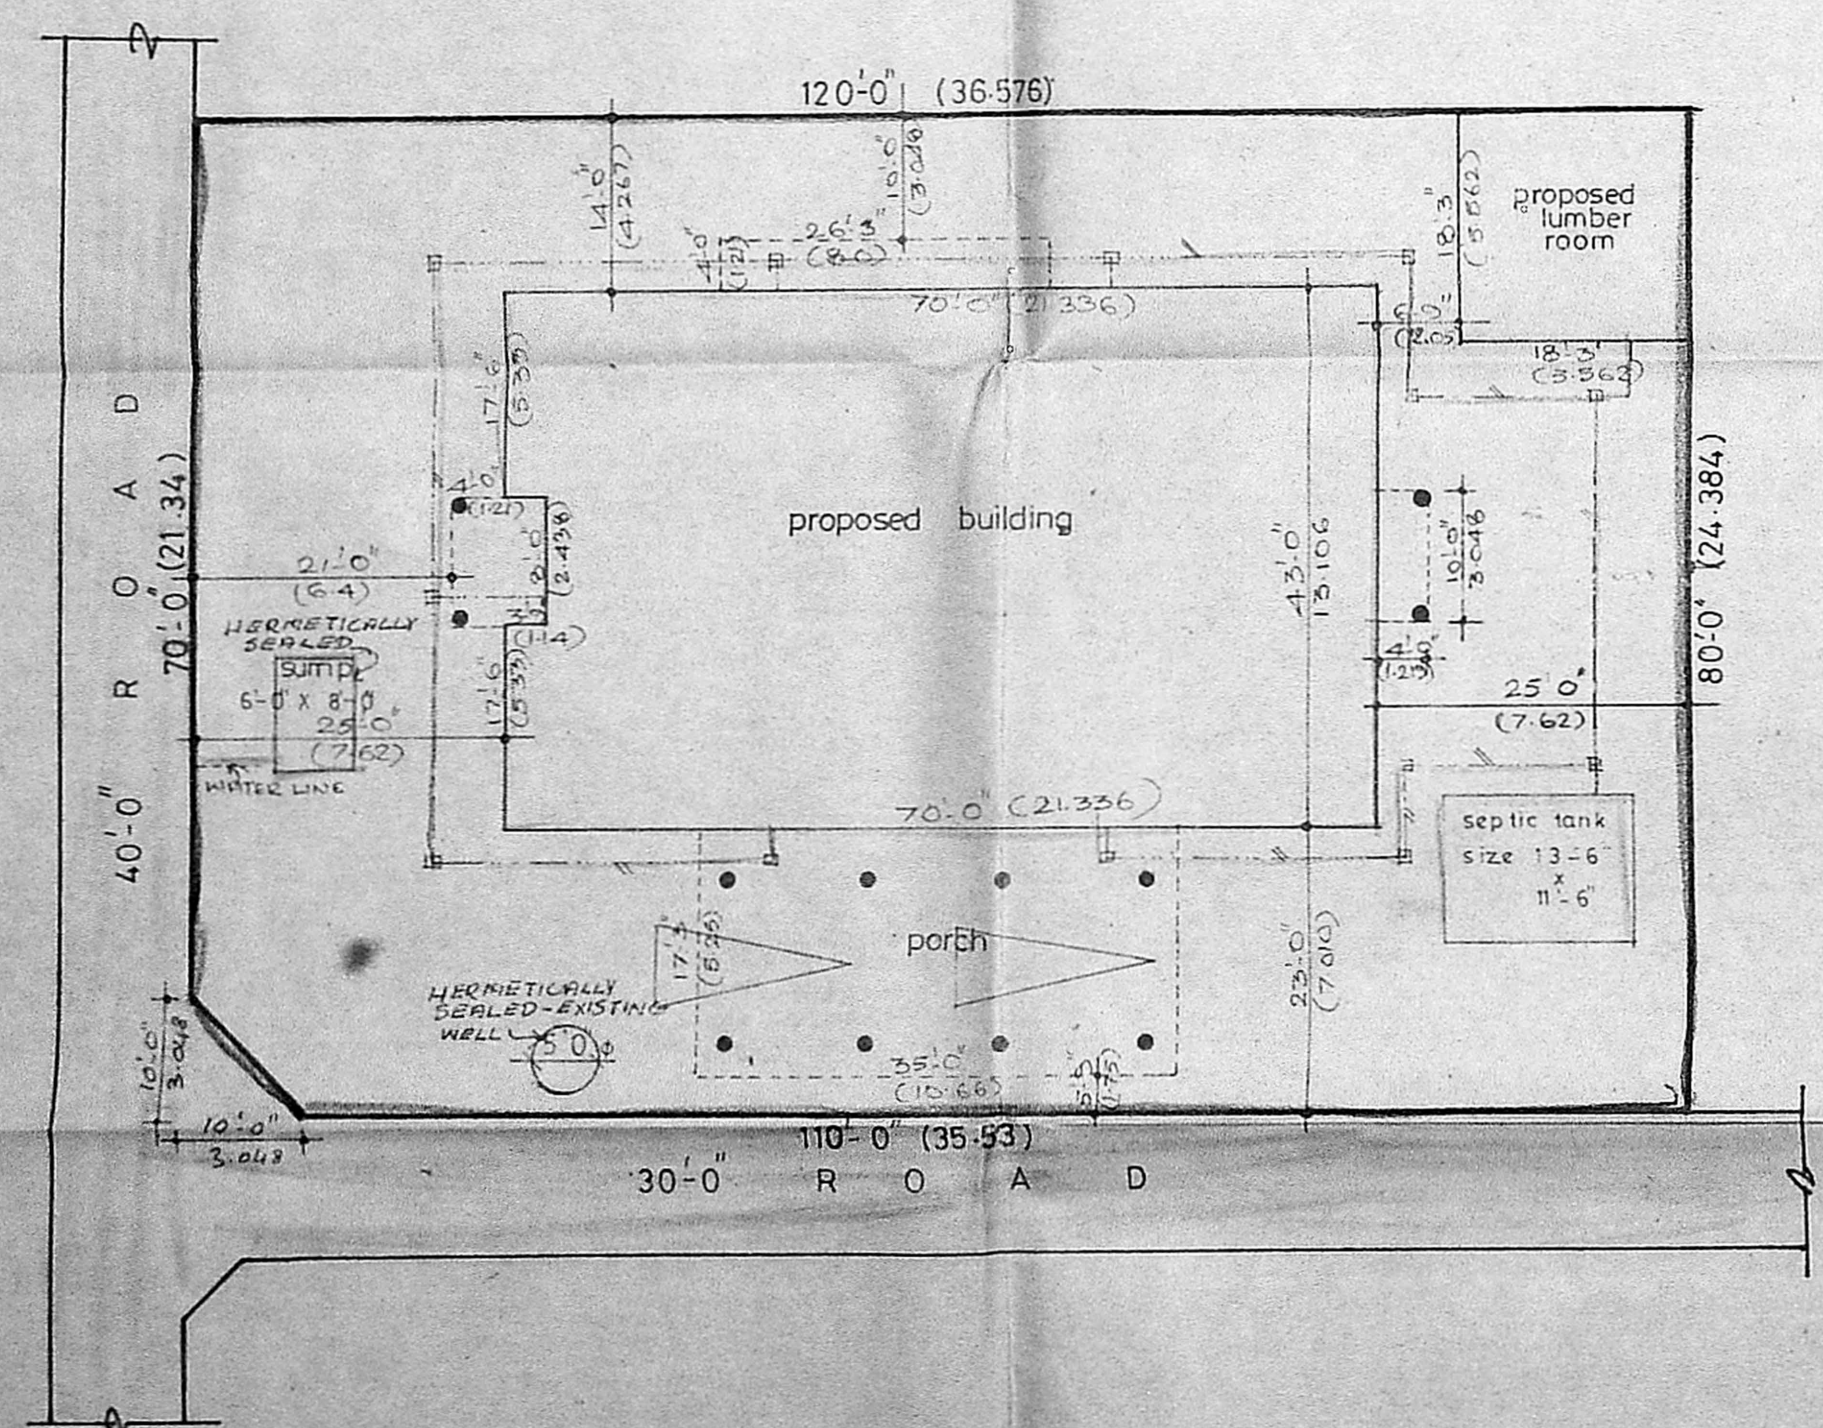 120'-0" (36.576)
14'-0"
(4.267)
10'-0"
(3.048)
4'-0"
(1.21)
26'-3"
(8.0)
70'-0" (21.336)
18'-3"
(5.562)
proposed
lumber
room
(2.05)
18'-3"
17'-6"
(5.33)
4'-0"
(1.21)
8'-0"
(2.438)
(1.14)
17'-6"
(5.33)
proposed building
43'-0"
13.106
10'-0"
3.048
4'-0"
25'0"
(7.62)
80'-0" (24.384)
70'-0" (21.34)
21'-0"
(6.4)
HERMETICALLY
SEALED
sump
6'-0" X 8'-0"
25'-0"
(7.62)
WATER LINE
40'-0" ROAD
70'-0" (21.336)
septic tank
size 13-6"
x
11'-6"
porch
17'-3"
(5.25)
23'-0"
(7.010)
HERMETICALLY
SEALED-EXISTING
WELL
5'0"ϕ
35'-0"
(10.66)
(1.75)
10'-0"
3.048
10'-0"
3.048
110'-0" (35.53)
30'-0" ROAD